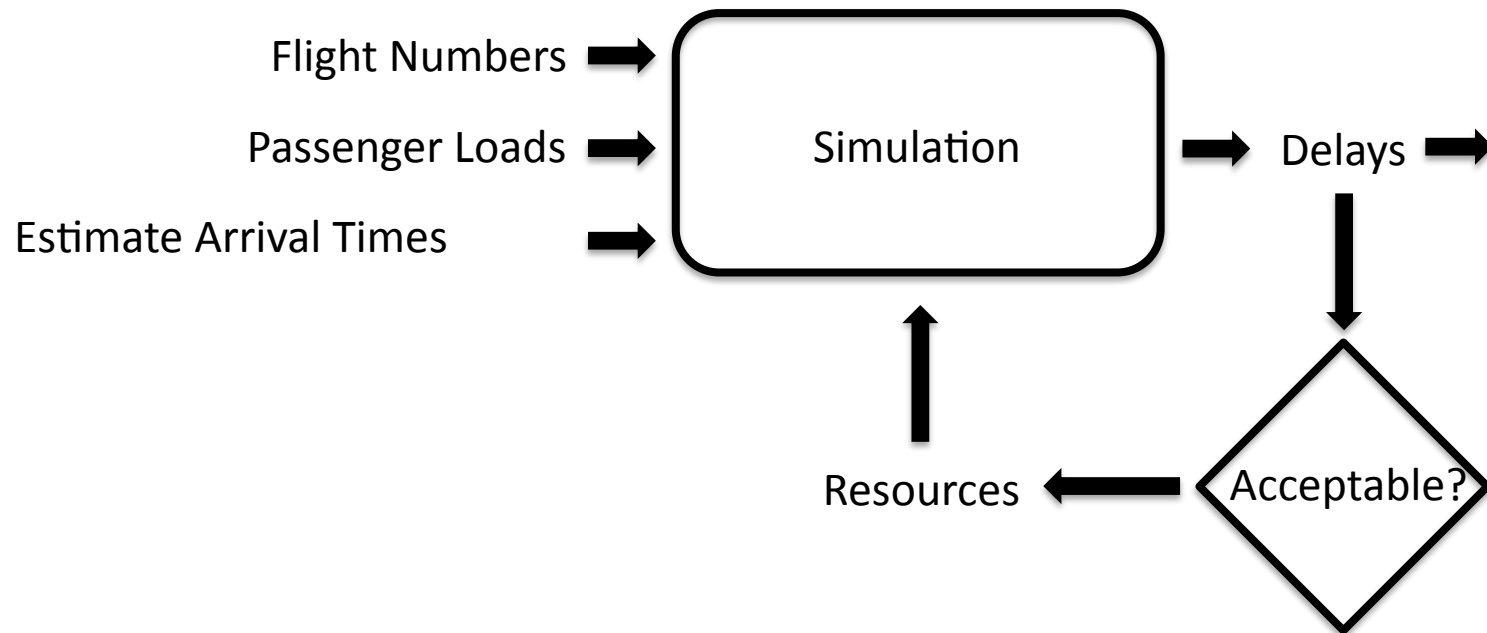 Flight Numbers
Passenger Loads
Simulation
Delays
Estimate Arrival Times
Resources
Acceptable?